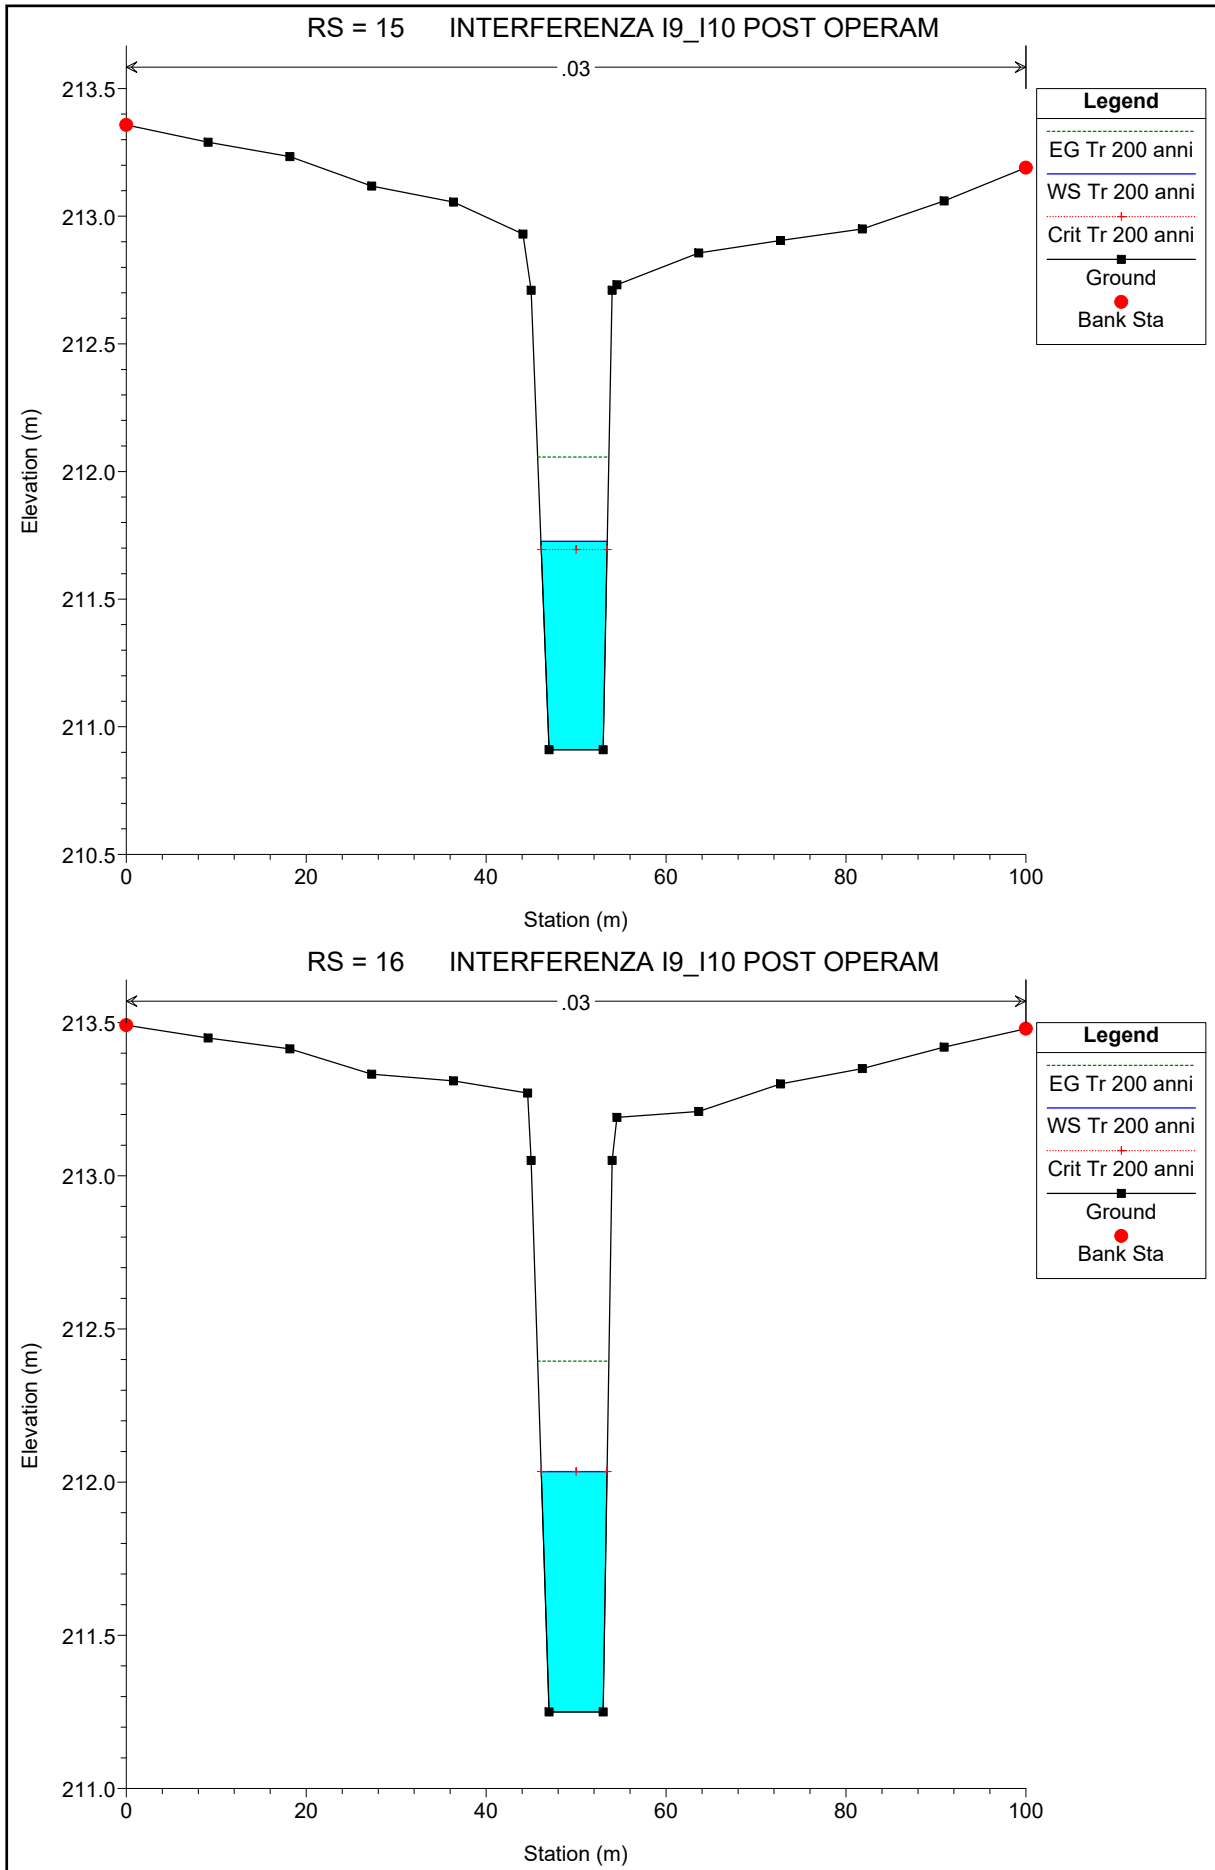 RS = 15 INTERFERENZA I9_I10 POST OPERAM
.03
213.5
213.0
212.5
212.0
211.5
211.0
210.5
Elevation (m)
0 20 40 60 80 100
Station (m)
Legend
EG Tr 200 anni
WS Tr 200 anni
Crit Tr 200 anni
Ground
Bank Sta
RS = 16 INTERFERENZA I9_I10 POST OPERAM
.03
213.5
213.0
212.5
212.0
211.5
211.0
Elevation (m)
0 20 40 60 80 100
Station (m)
Legend
EG Tr 200 anni
WS Tr 200 anni
Crit Tr 200 anni
Ground
Bank Sta